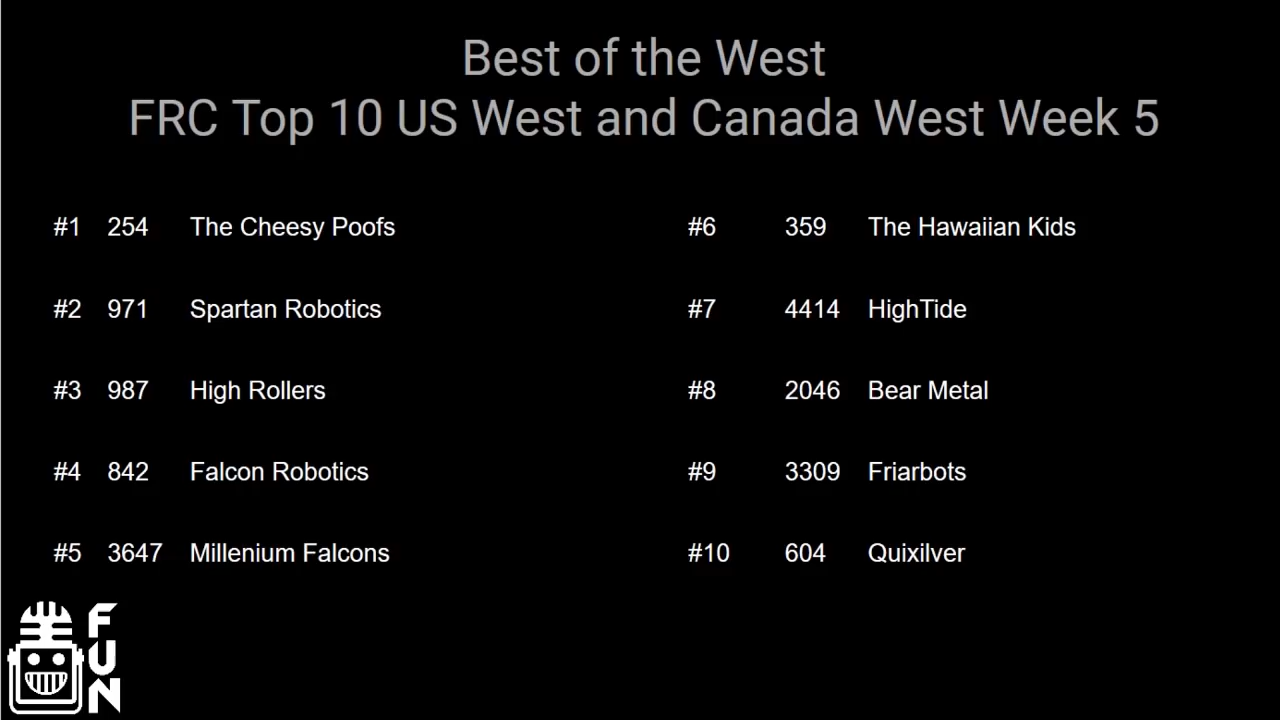 Best of the West
FRC Top 10 US West and Canada West Week 5
#1 254 The Cheesy Poofs
#2 971 Spartan Robotics
#3 987 High Rollers
#4 842 Falcon Robotics
#5 3647 Millenium Falcons
#6 359 The Hawaiian Kids
#7 4414 HighTide
#8 2046 Bear Metal
#9 3309 Friarbots
#10 604 Quixilver
FUN